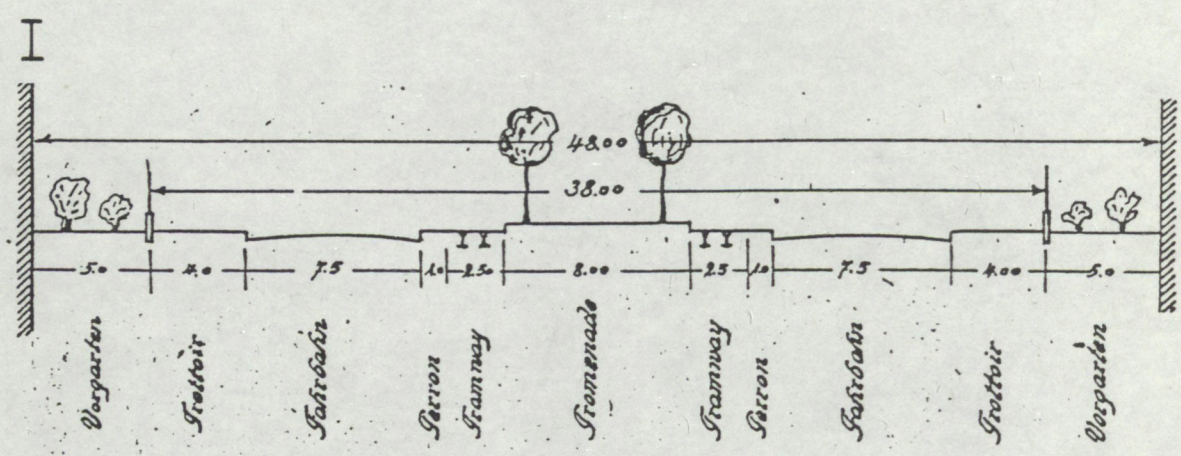 I
48.00
38.00
5.0 4.0 7.5 1.0 2.50 8.00 2.5 1.0 7.5 4.00 5.0
Vorgarten
Trottoir
Fahrbahn
Perron
Tramway
Promenade
Tramway
Perron
Fahrbahn
Trottoir
Vorgarten